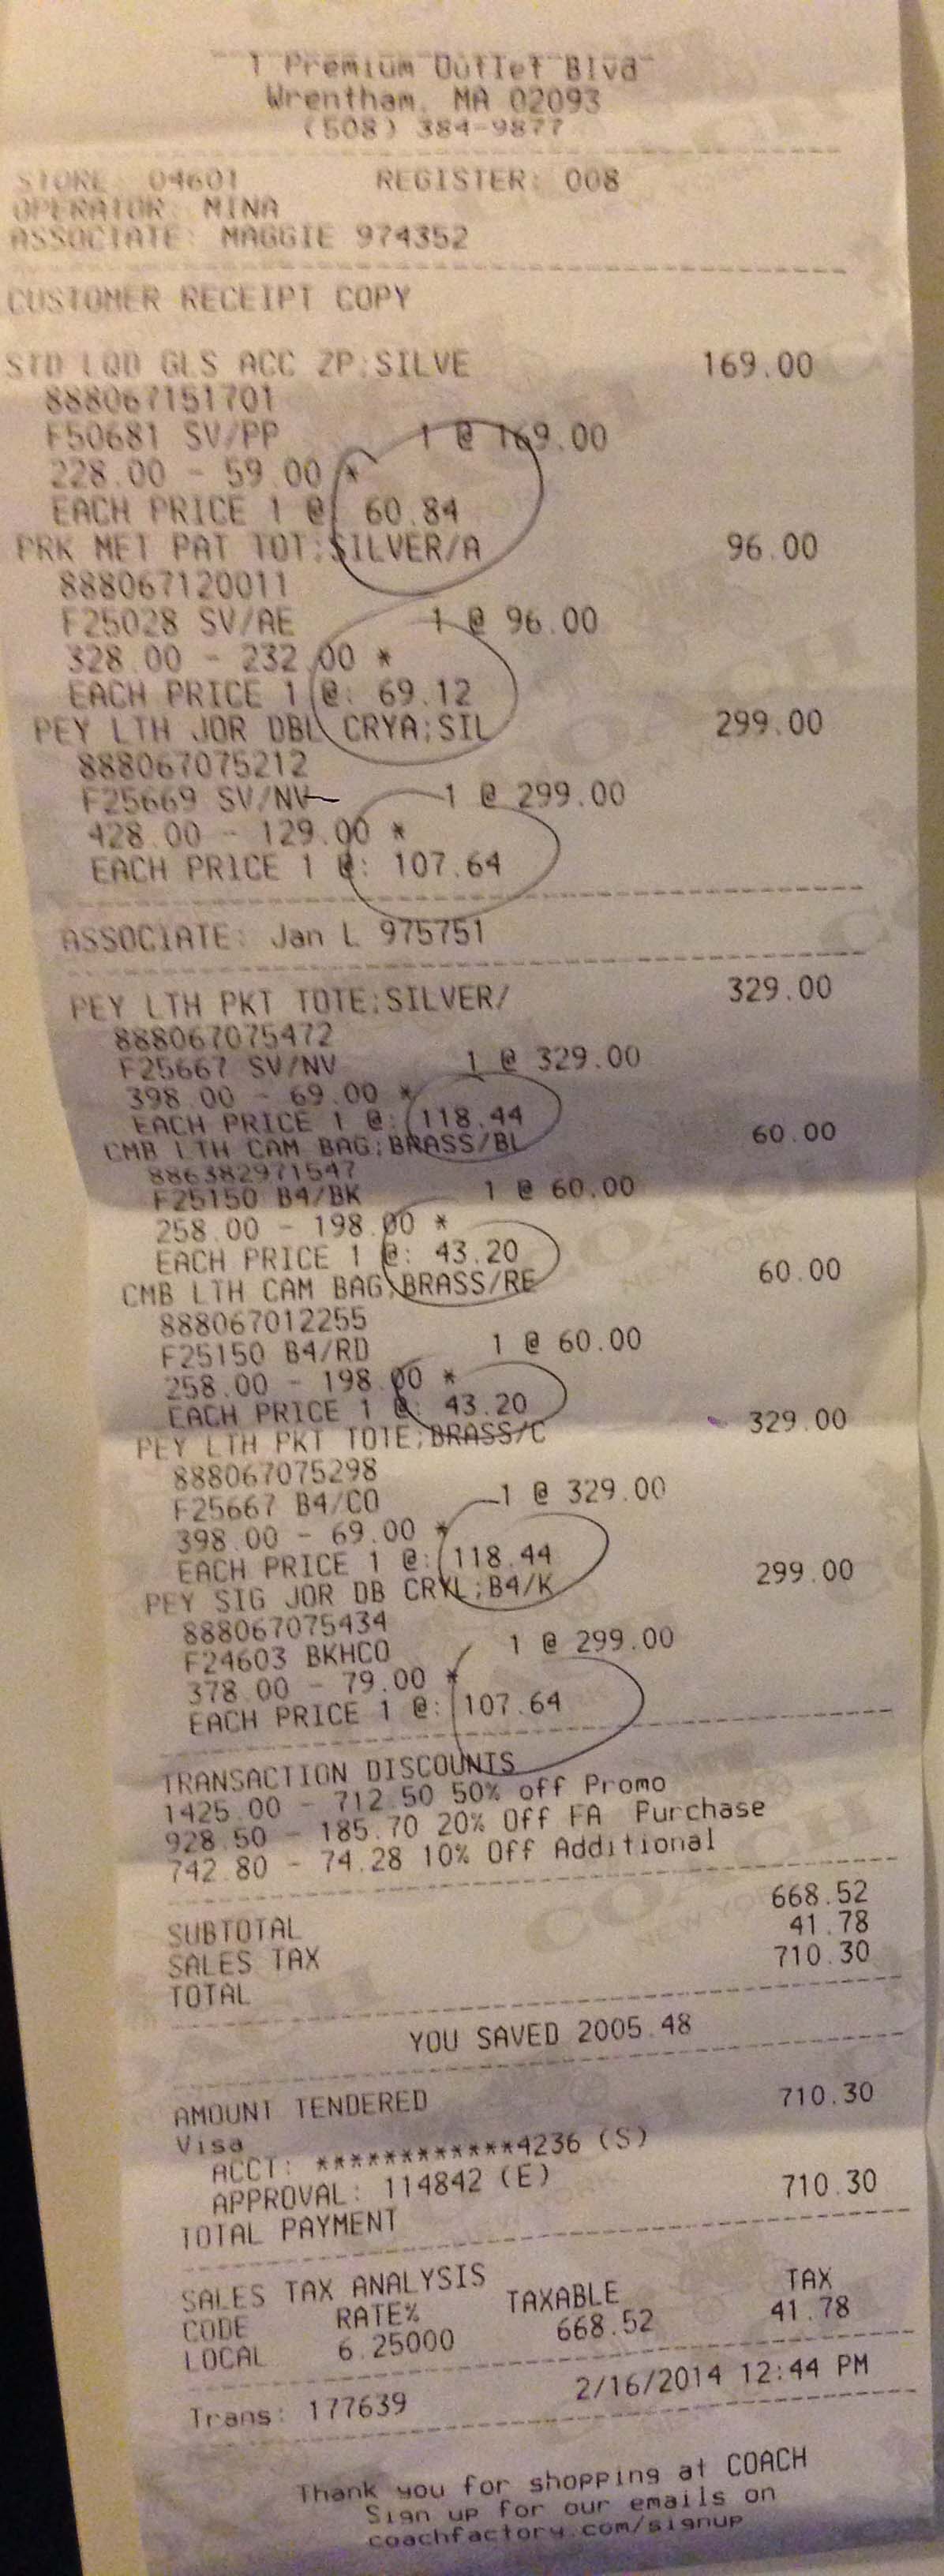 1 Premium Outlet Blvd
Wrentham, MA 02093
(508) 384-9877
STORE: 04601 REGISTER: 008
OPERATOR: MINA
ASSOCIATE: MAGGIE 974352
CUSTOMER RECEIPT COPY
STD LQD GLS ACC ZP;SILVE 169.00
888067151701
F50681 SV/PP 1 @ 169.00
228.00 - 59.00 *
EACH PRICE 1 @ 60.84
PRK MET PAT TOT;SILVER/A 96.00
888067120011
F25028 SV/AE 1 @ 96.00
328.00 - 232.00 *
EACH PRICE 1 @: 69.12
PEY LTH JOR DBL CRYA;SIL 299.00
888067075212
F25669 SV/NV 1 @ 299.00
428.00 - 129.00 *
EACH PRICE 1 @: 107.64
ASSOCIATE: Jan L 975751
PEY LTH PKT TOTE;SILVER/ 329.00
888067075472
F25667 SV/NV 1 @ 329.00
398.00 - 69.00 *
EACH PRICE 1 @: 118.44
CMB LTH CAM BAG;BRASS/BL 60.00
886382971547
F25150 B4/BK 1 @ 60.00
258.00 - 198.00 *
EACH PRICE 1 @: 43.20
CMB LTH CAM BAG;BRASS/RE 60.00
888067012255
F25150 B4/RD 1 @ 60.00
258.00 - 198.00 *
EACH PRICE 1 @: 43.20
PEY LTH PKT TOTE;BRASS/C 329.00
888067075298
F25667 B4/CO 1 @ 329.00
398.00 - 69.00 *
EACH PRICE 1 @: 118.44
PEY SIG JOR DB CRYL;B4/K 299.00
888067075434
F24603 BKHCO 1 @ 299.00
378.00 - 79.00 *
EACH PRICE 1 @: 107.64
TRANSACTION DISCOUNTS
1425.00 - 712.50 50% off Promo
928.50 - 185.70 20% Off FA Purchase
742.80 - 74.28 10% Off Additional
SUBTOTAL 668.52
SALES TAX 41.78
TOTAL 710.30
YOU SAVED 2005.48
AMOUNT TENDERED
Visa 710.30
ACCT: ************4236 (S)
APPROVAL: 114842 (E)
TOTAL PAYMENT 710.30
SALES TAX ANALYSIS
CODE RATE% TAXABLE TAX
LOCAL 6.25000 668.52 41.78
Trans: 177639 2/16/2014 12:44 PM
Thank you for shopping at COACH
Sign up for our emails on
coachfactory.com/signup